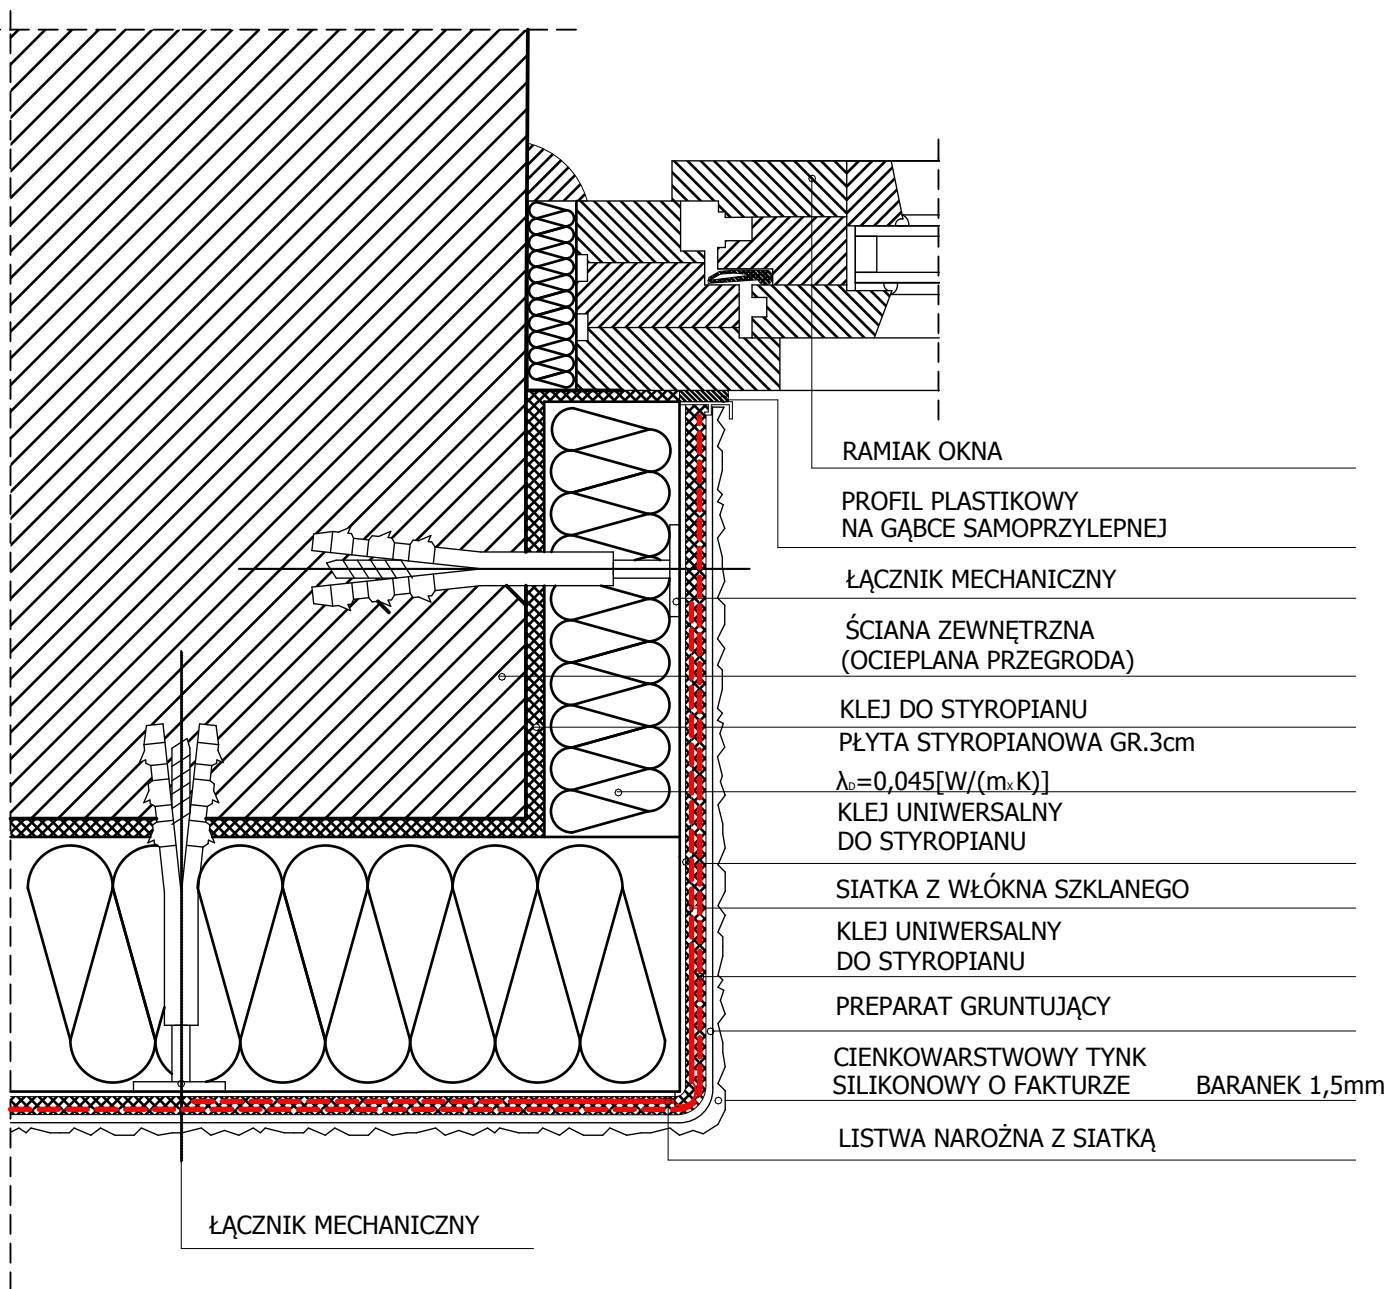 RAMIAK OKNA
PROFIL PLASTIKOWY
NA GĄBCE SAMOPRZYLEPNEJ
ŁĄCZNIK MECHANICZNY
ŚCIANA ZEWNĘTRZNA
(OCIEPLANA PRZEGRODA)
KLEJ DO STYROPIANU
PŁYTA STYROPIANOWA GR.3cm
λD=0,045[W/(mxK)]
KLEJ UNIWERSALNY
DO STYROPIANU
SIATKA Z WŁÓKNA SZKLANEGO
KLEJ UNIWERSALNY
DO STYROPIANU
PREPARAT GRUNTUJĄCY
CIENKOWARSTWOWY TYNK
SILIKONOWY O FAKTURZE BARANEK 1,5mm
LISTWA NAROŻNA Z SIATKĄ
ŁĄCZNIK MECHANICZNY